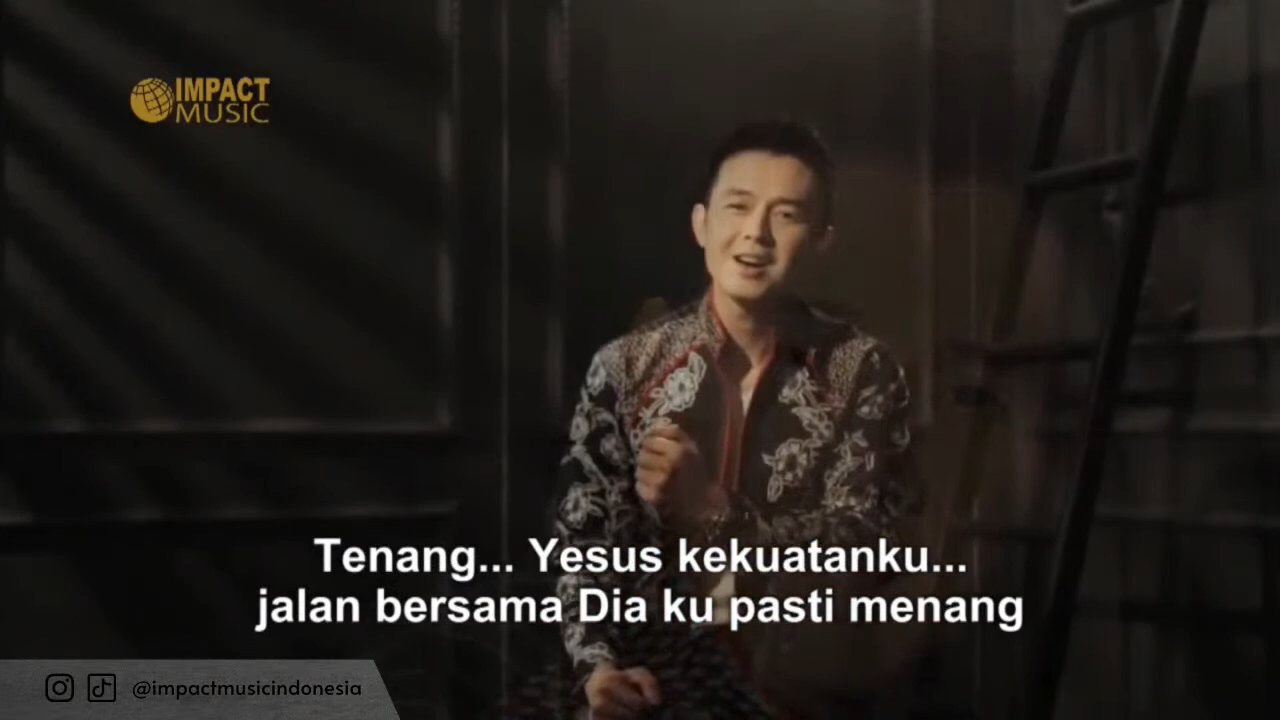 IMPACT
MUSIC
Tenang... Yesus kekuatanku...
jalan bersama Dia ku pasti menang
@impactmusicindonesia